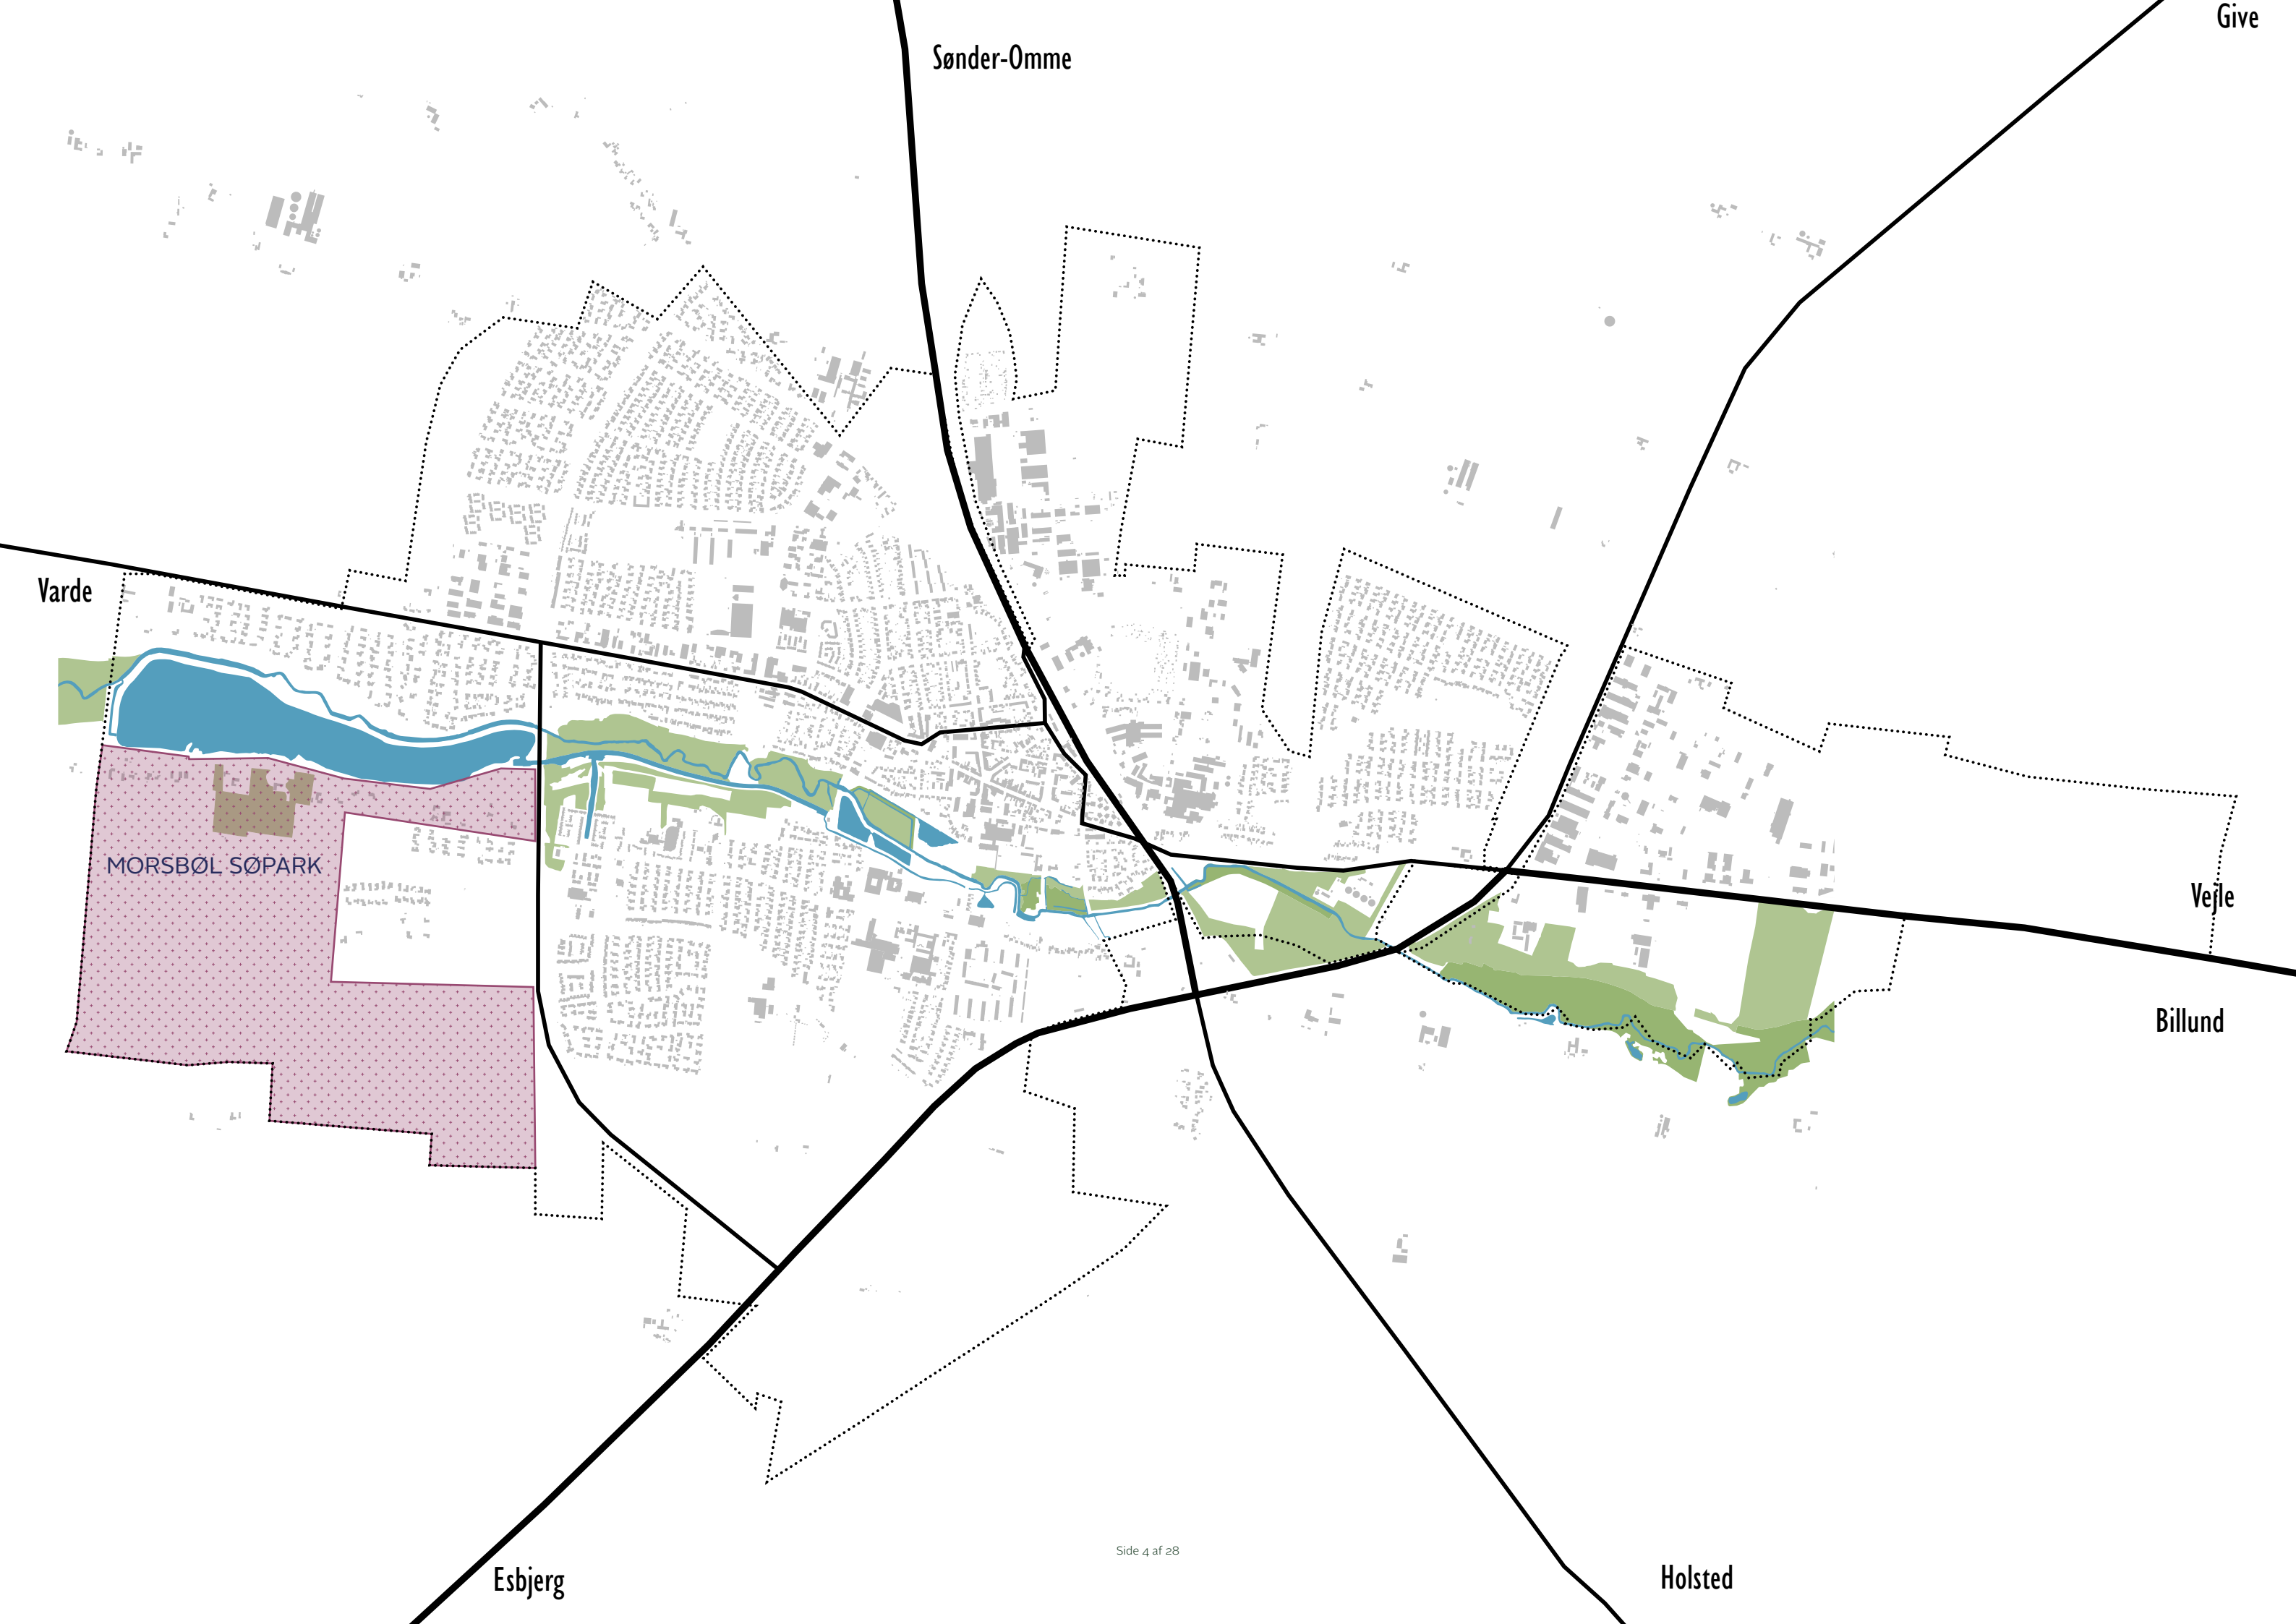 Give
Sønder-Omme
Varde
MORSBØL SØPARK
Vejle
Billund
Side 4 af 28
Esbjerg
Holsted